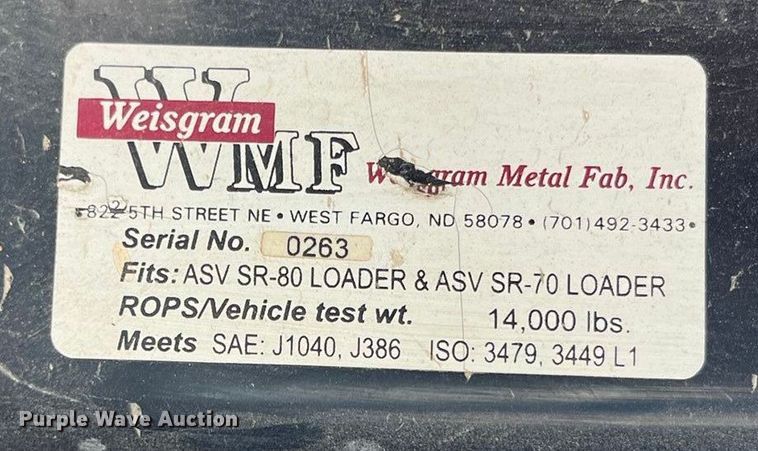 Weisgram
WMF
Weisgram Metal Fab, Inc.
822 5TH STREET NE • WEST FARGO, ND 58078 • (701) 492-3433 •
Serial No. 0263
Fits: ASV SR-80 LOADER & ASV SR-70 LOADER
ROPS/Vehicle test wt. 14,000 lbs.
Meets SAE: J1040, J386 ISO: 3479, 3449 L1
Purple Wave Auction